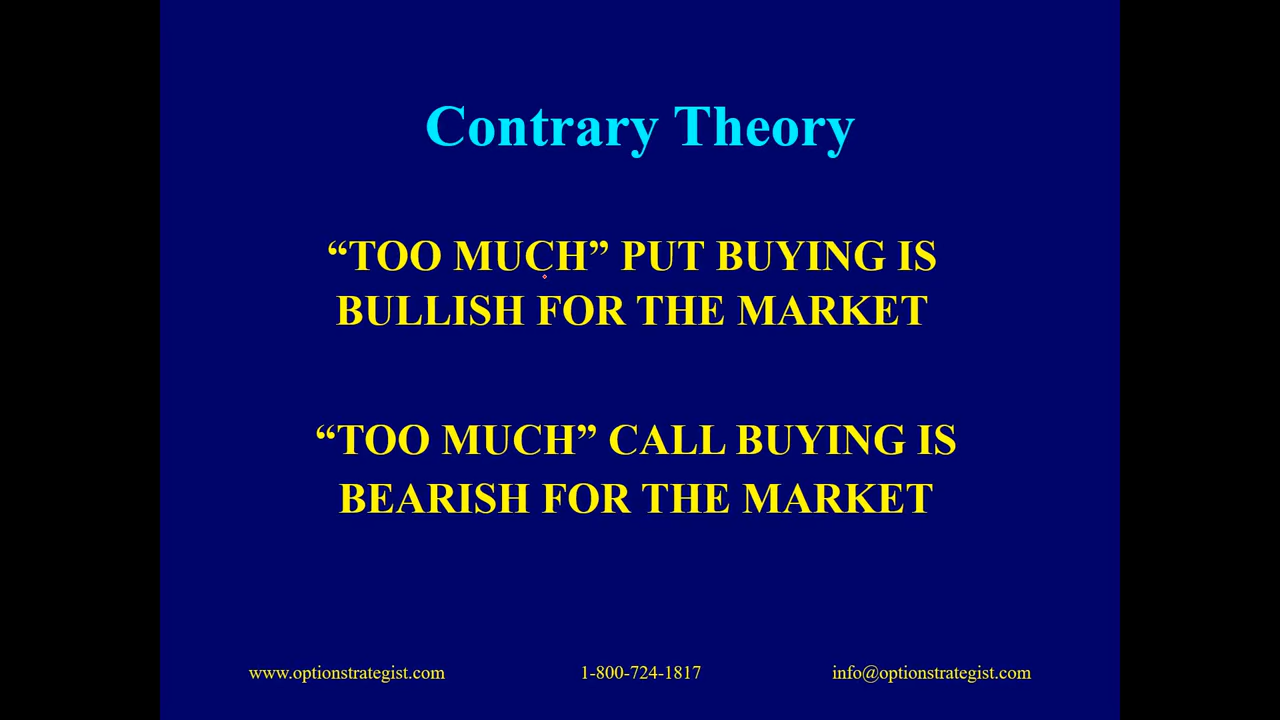 Contrary Theory
“TOO MUCH” PUT BUYING IS
BULLISH FOR THE MARKET
“TOO MUCH” CALL BUYING IS
BEARISH FOR THE MARKET
www.optionstrategist.com 1-800-724-1817 info@optionstrategist.com